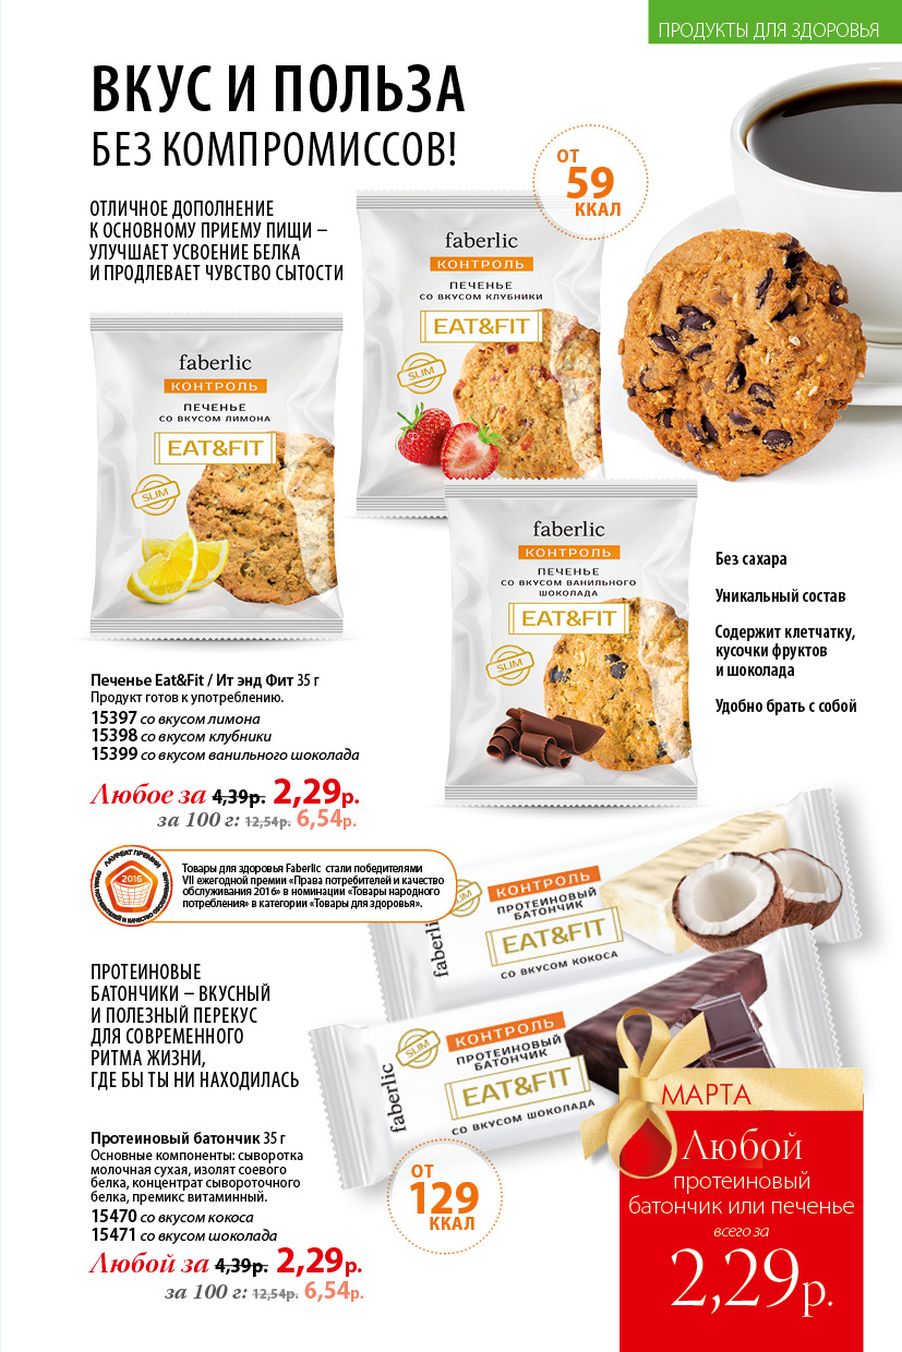 ПРОДУКТЫ ДЛЯ ЗДОРОВЬЯ
ВКУС И ПОЛЬЗА
БЕЗ КОМПРОМИССОВ!
ОТЛИЧНОЕ ДОПОЛНЕНИЕ
К ОСНОВНОМУ ПРИЕМУ ПИЩИ –
УЛУЧШАЕТ УСВОЕНИЕ БЕЛКА
И ПРОДЛЕВАЕТ ЧУВСТВО СЫТОСТИ
ОТ
59
ККАЛ
faberlic
КОНТРОЛЬ
ПЕЧЕНЬЕ
СО ВКУСОМ КЛУБНИКИ
EAT&FIT
SLIM
faberlic
КОНТРОЛЬ
ПЕЧЕНЬЕ
СО ВКУСОМ ЛИМОНА
EAT&FIT
SLIM
faberlic
КОНТРОЛЬ
ПЕЧЕНЬЕ
СО ВКУСОМ ВАНИЛЬНОГО
ШОКОЛАДА
EAT&FIT
SLIM
Без сахара
Уникальный состав
Содержит клетчатку,
кусочки фруктов
и шоколада
Удобно брать с собой
Печенье Eat&Fit / Ит энд Фит 35 г
Продукт готов к употреблению.
15397 со вкусом лимона
15398 со вкусом клубники
15399 со вкусом ванильного шоколада
Любое за 4,39р. 2,29р.
за 100 г: 12,54р. 6,54р.
ЛАУРЕАТ ПРЕМИИ
2016
Товары для здоровья Faberlic стали победителями
VII ежегодной премии «Права потребителей и качество
обслуживания 2016» в номинации «Товары народного
потребления» в категории «Товары для здоровья».
faberlic
SLIM
КОНТРОЛЬ
ПРОТЕИНОВЫЙ
БАТОНЧИК
EAT&FIT
СО ВКУСОМ КОКОСА
faberlic
SLIM
КОНТРОЛЬ
ПРОТЕИНОВЫЙ
БАТОНЧИК
EAT&FIT
СО ВКУСОМ ШОКОЛАДА
ПРОТЕИНОВЫЕ
БАТОНЧИКИ – ВКУСНЫЙ
И ПОЛЕЗНЫЙ ПЕРЕКУС
ДЛЯ СОВРЕМЕННОГО
РИТМА ЖИЗНИ,
ГДЕ БЫ ТЫ НИ НАХОДИЛАСЬ
Протеиновый батончик 35 г
Основные компоненты: сыворотка
молочная сухая, изолят соевого
белка, концентрат сывороточного
белка, премикс витаминный.
15470 со вкусом кокоса
15471 со вкусом шоколада
Любой за 4,39р. 2,29р.
за 100 г: 12,54р. 6,54р.
ОТ
129
ККАЛ
МАРТА
Любой
протеиновый
батончик или печенье
всего за
2,29р.